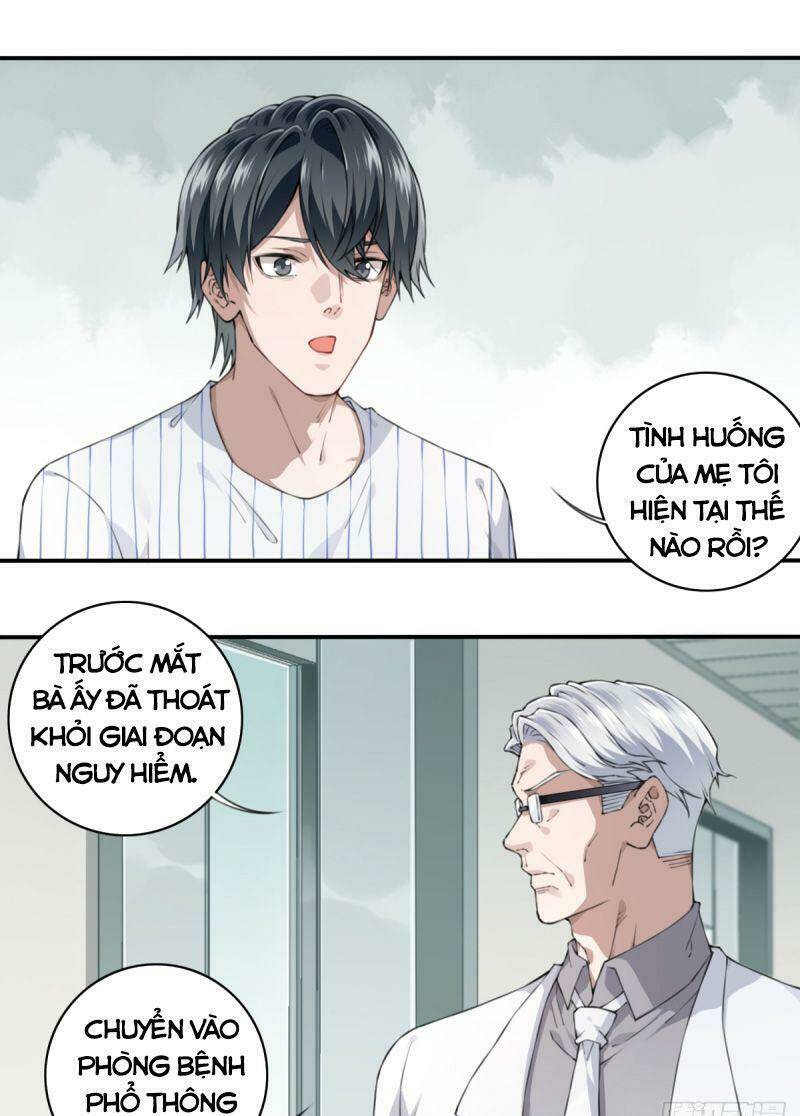 TÌNH HUỐNG
CỦA MẸ TÔI
HIỆN TẠI THẾ
NÀO RỒI?
TRƯỚC MẮT
BÀ ẤY ĐÃ THOÁT
KHỎI GIAI ĐOẠN
NGUY HIỂM.
CHUYỂN VÀO
PHÒNG BỆNH
PHỔ THÔNG